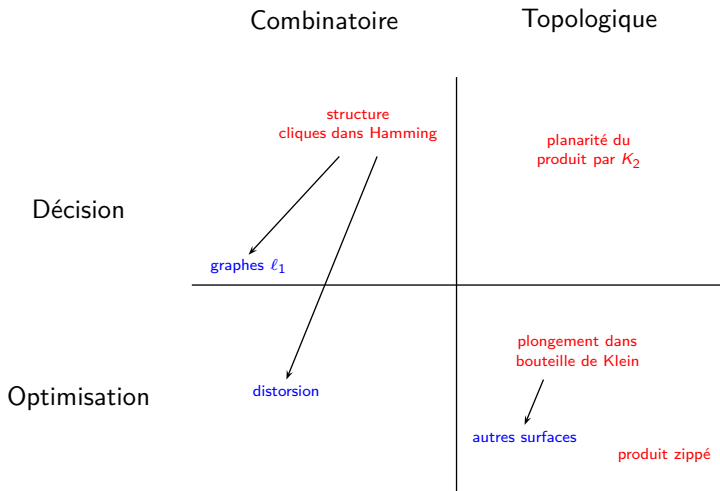 Combinatoire
Topologique
structure
cliques dans Hamming
planarité du
produit par K₂
Décision
graphes ℓ₁
plongement dans
bouteille de Klein
Optimisation
distorsion
autres surfaces
produit zippé